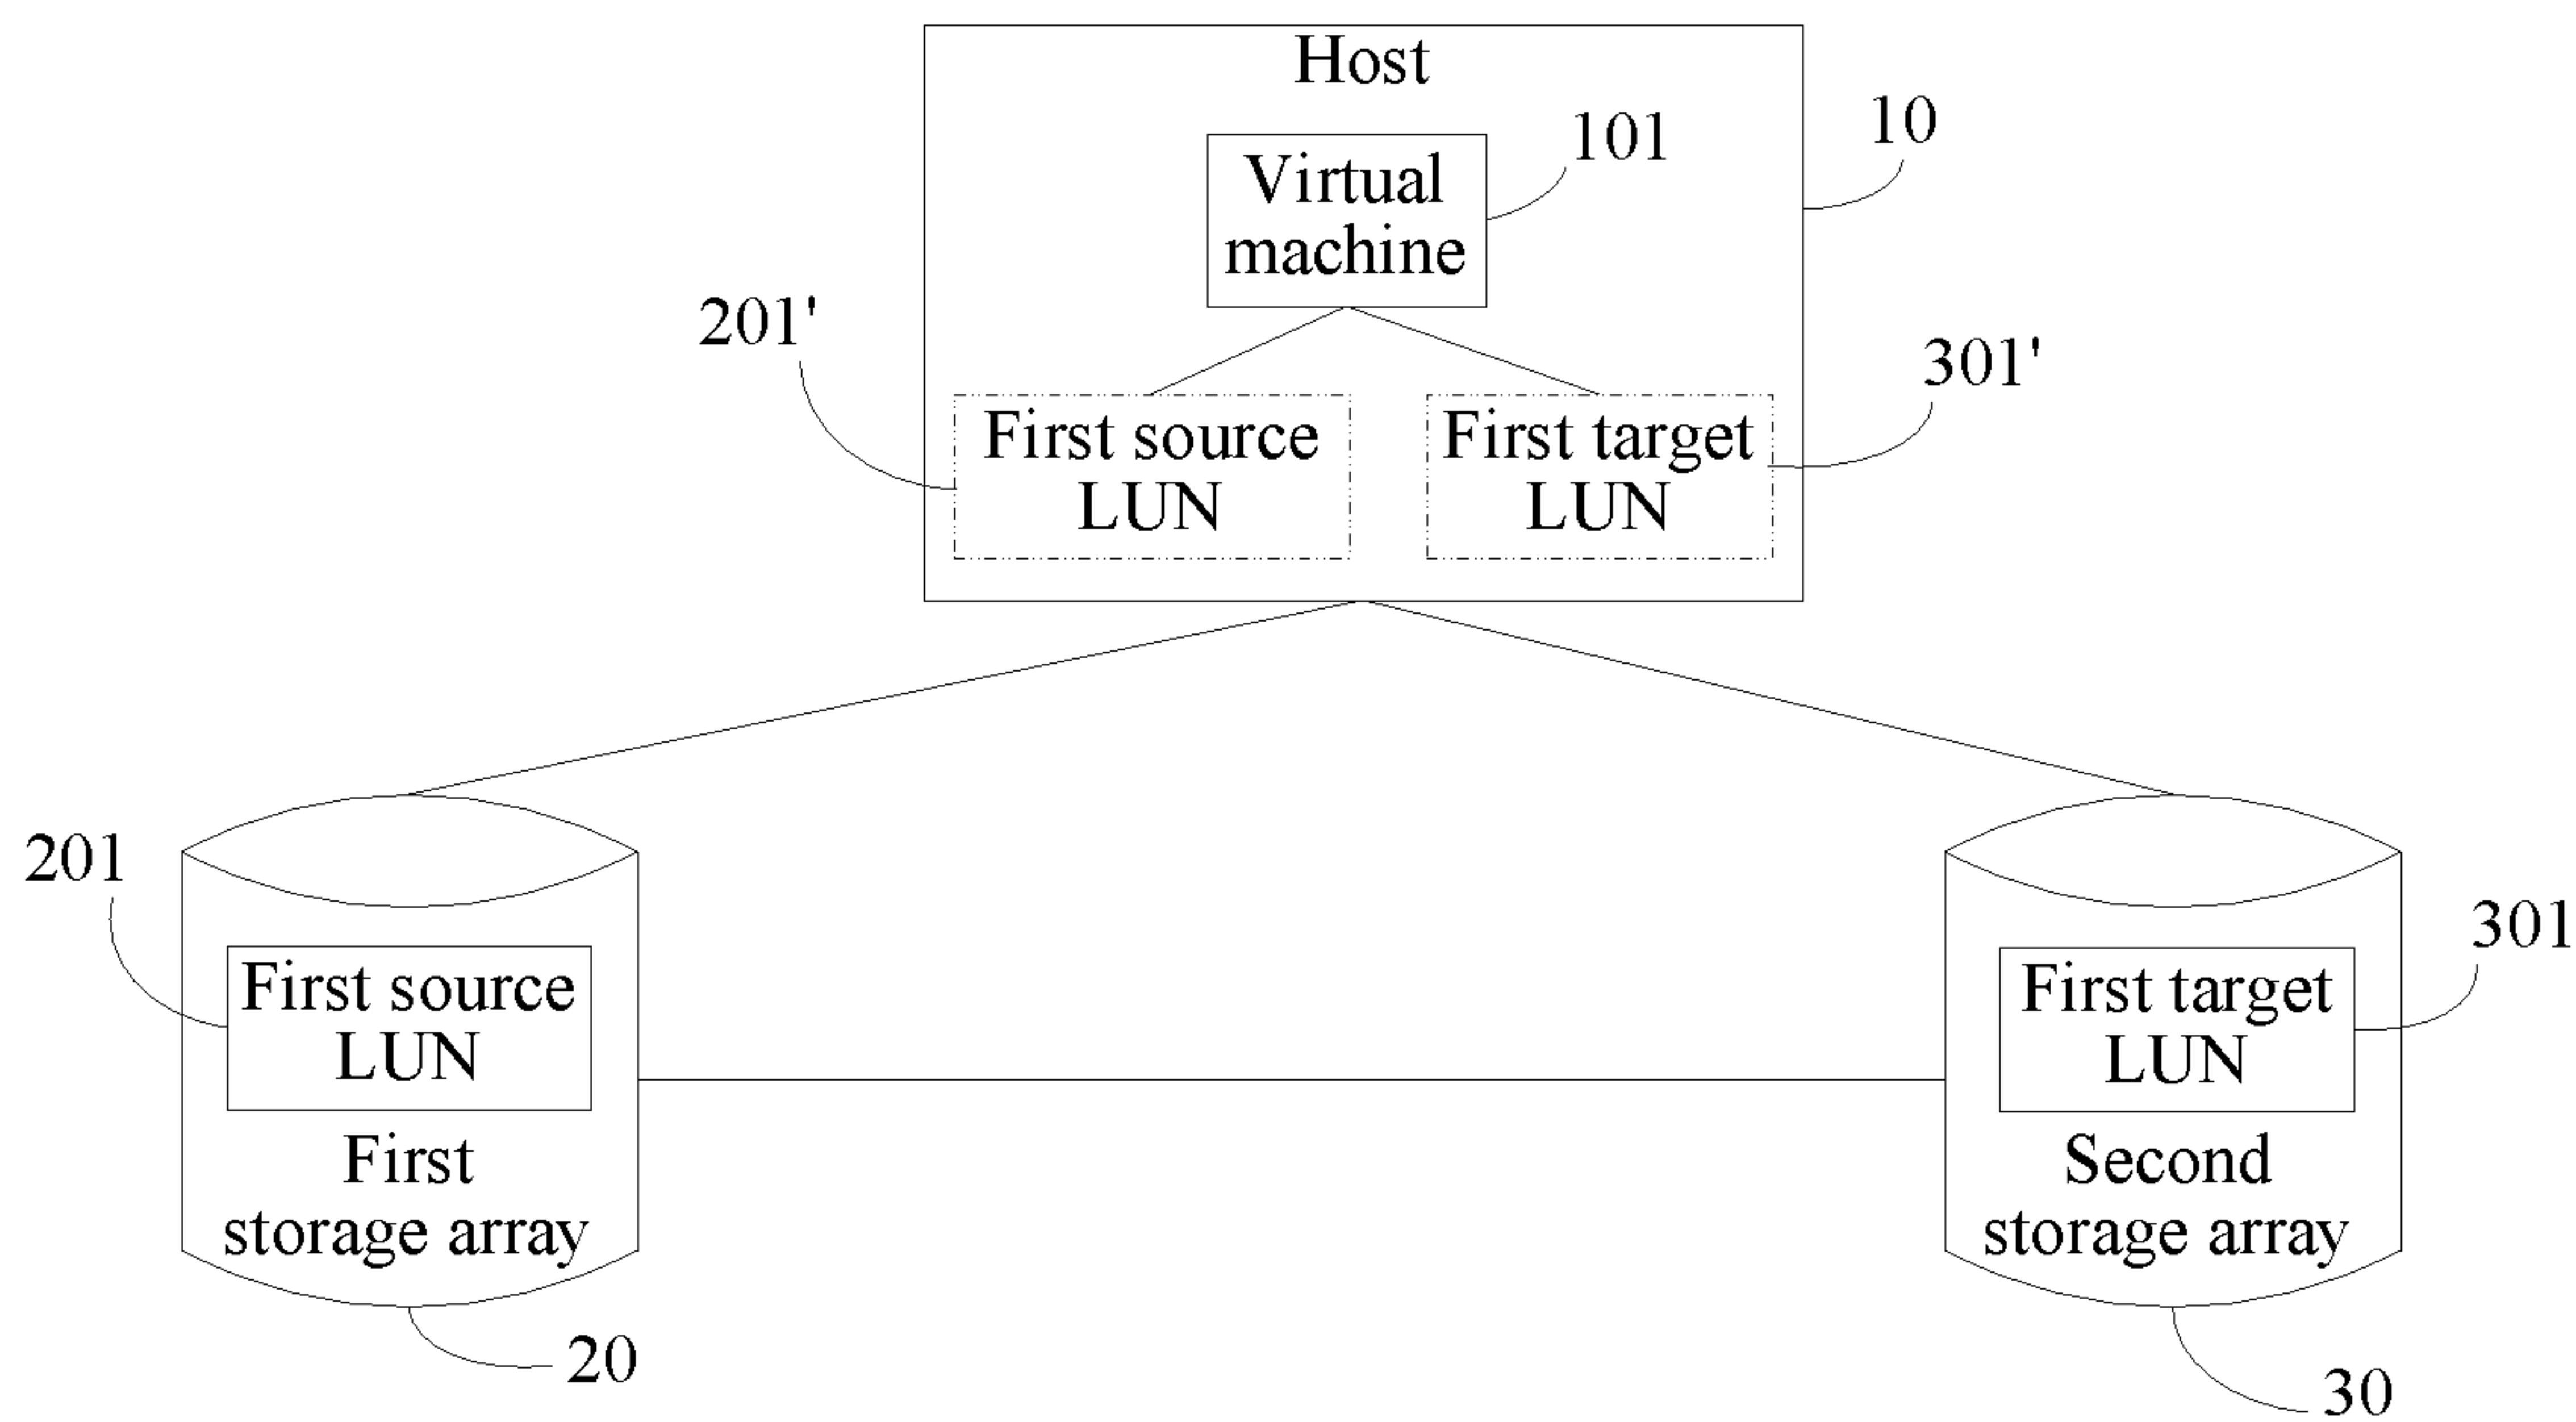 Host
10
101
Virtual
machine
201'
301'
First source
LUN
First target
LUN
201
First source
LUN
First
storage array
20
301
First target
LUN
Second
storage array
30